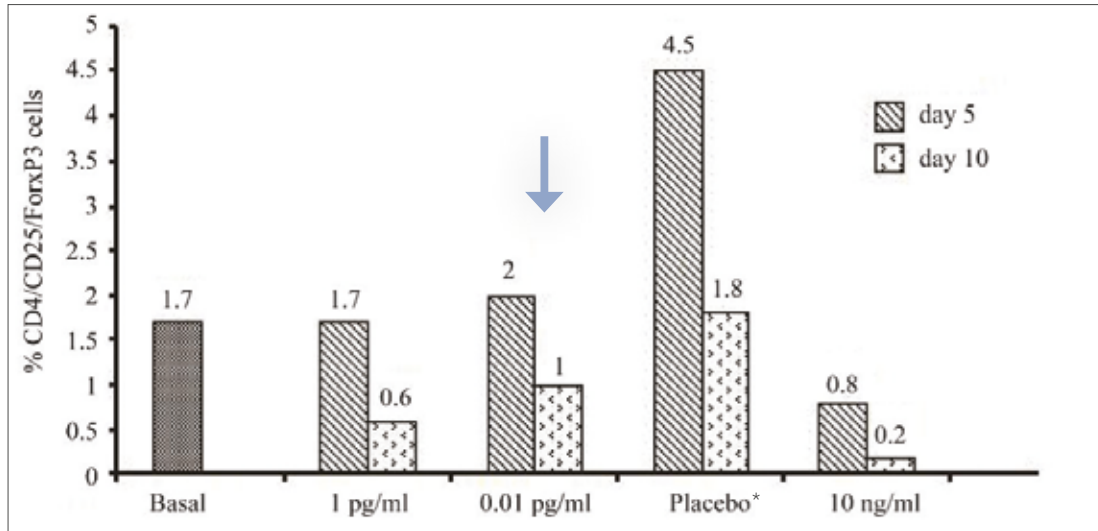 5
4.5
4
3.5
3
2.5
2
1.5
1
0.5
0
% CD4/CD25/ForxP3 cells
1.7
1.7
0.6
2
1
4.5
1.8
0.8
0.2
day 5
day 10
Basal
1 pg/ml
0.01 pg/ml
Placebo*
10 ng/ml